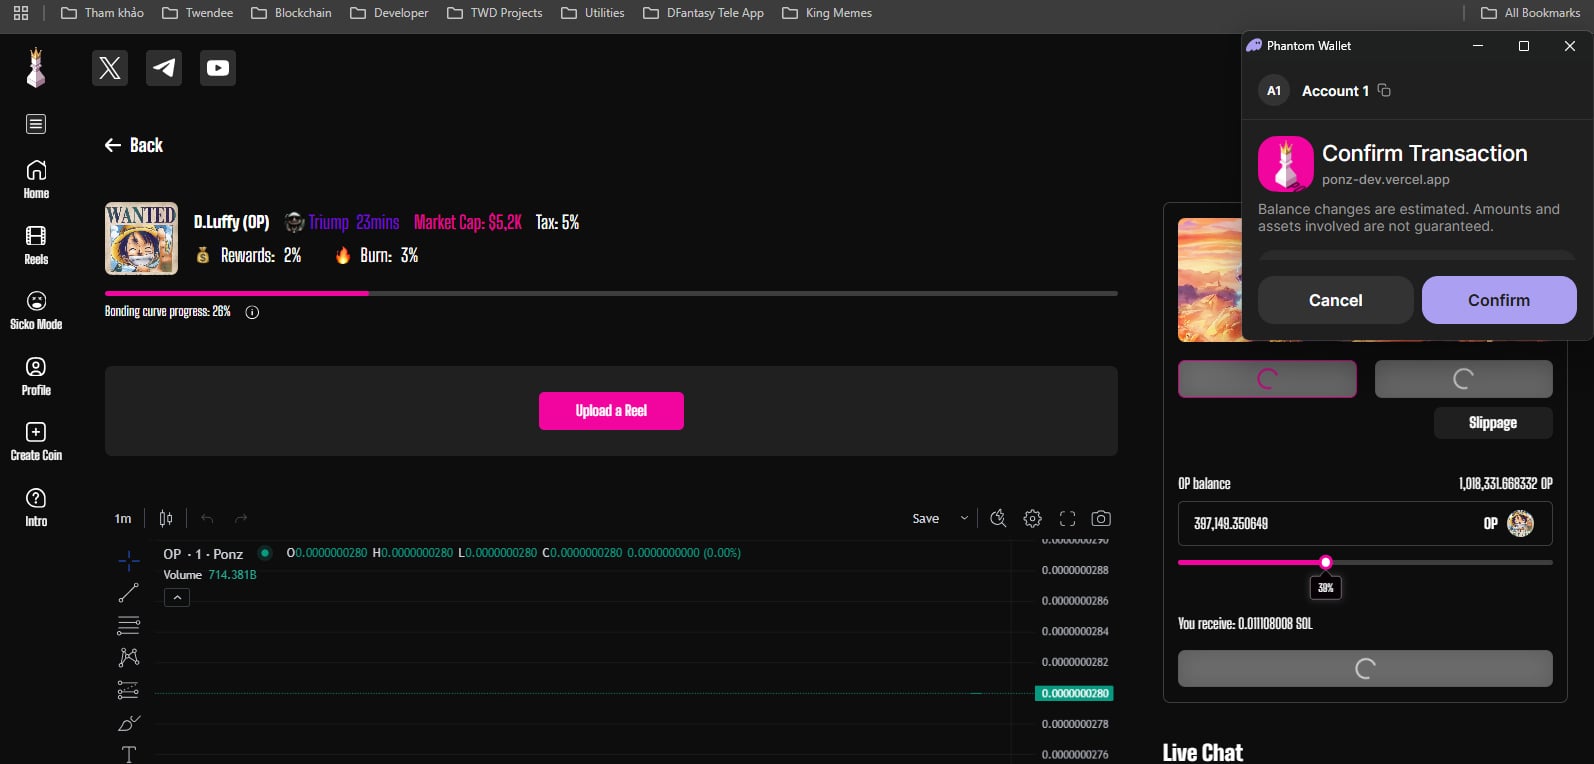 Tham khảo
Twendee
Blockchain
Developer
TWD Projects
Utilities
DFantasy Tele App
King Memes
All Bookmarks
Phantom Wallet
A1
Account 1
Confirm Transaction
ponz-dev.vercel.app
Balance changes are estimated. Amounts and
assets involved are not guaranteed.
Cancel
Confirm
Home
Reels
Sicko Mode
Profile
Create Coin
Intro
Back
WANTED
D.Luffy (OP)
Triump 23mins
Market Cap: $5,2K
Tax: 5%
Rewards: 2%
Burn: 3%
Bonding curve progress: 26%
Upload a Reel
Slippage
OP balance
1,018,331.668332 OP
397,149.350649
OP
39%
You receive: 0.011108008 SOL
Live Chat
1m
Save
OP · 1 · Ponz
O0.0000000280 H0.0000000280 L0.0000000280 C0.0000000280 0.0000000000 (0.00%)
Volume 714.381B
0.0000000290
0.0000000288
0.0000000286
0.0000000284
0.0000000282
0.0000000280
0.0000000278
0.0000000276